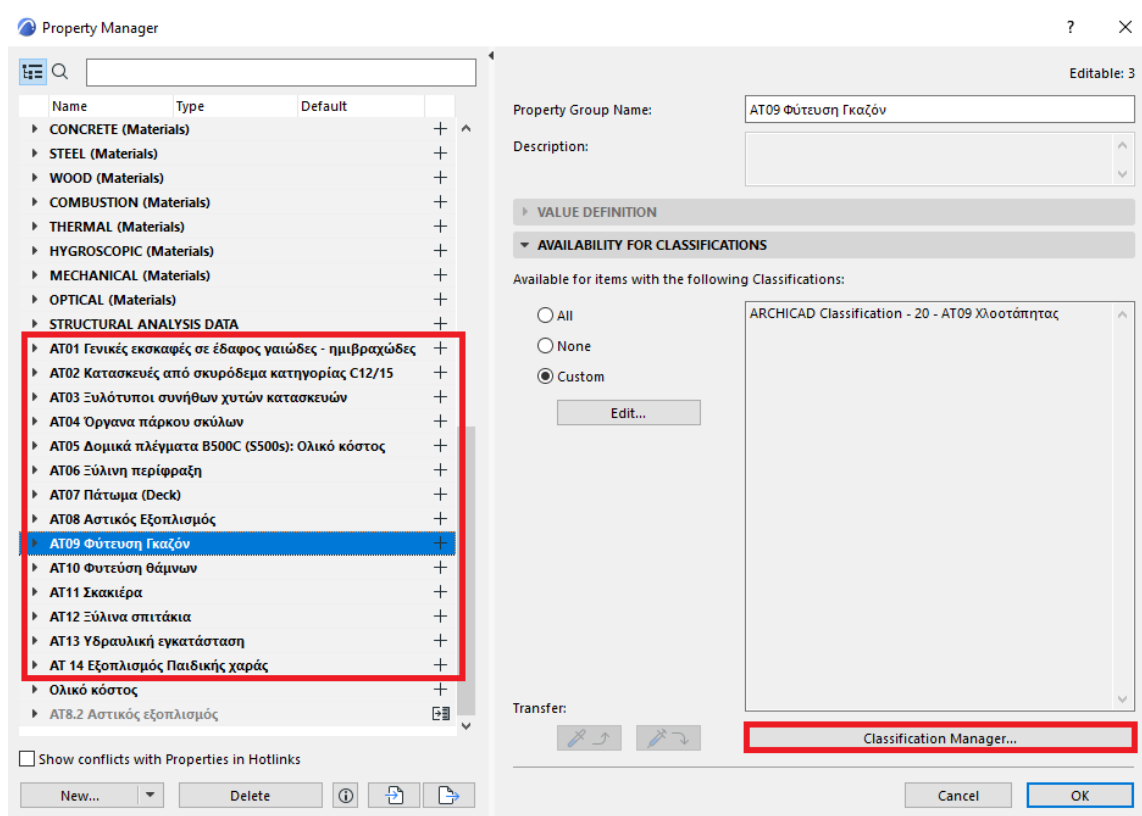 Property Manager
?
Editable: 3
Name Type Default
CONCRETE (Materials)
STEEL (Materials)
WOOD (Materials)
COMBUSTION (Materials)
THERMAL (Materials)
HYGROSCOPIC (Materials)
MECHANICAL (Materials)
OPTICAL (Materials)
STRUCTURAL ANALYSIS DATA
AT01 Γενικές εκσκαφές σε έδαφος γαιώδες - ημιβραχώδες
AT02 Κατασκευές από σκυρόδεμα κατηγορίας C12/15
AT03 Ξυλότυποι συνήθων χυτών κατασκευών
AT04 Όργανα πάρκου σκύλων
AT05 Δομικά πλέγματα B500C (S500s): Ολικό κόστος
AT06 Ξύλινη περίφραξη
AT07 Πάτωμα (Deck)
AT08 Αστικός Εξοπλισμός
AT09 Φύτευση Γκαζόν
AT10 Φυτεύση θάμνων
AT11 Σκακιέρα
AT12 Ξύλινα σπιτάκια
AT13 Υδραυλική εγκατάσταση
AT 14 Εξοπλισμός Παιδικής χαράς
Ολικό κόστος
AT8.2 Αστικός εξοπλισμός
Show conflicts with Properties in Hotlinks
New... Delete
Property Group Name: AT09 Φύτευση Γκαζόν
Description:
VALUE DEFINITION
AVAILABILITY FOR CLASSIFICATIONS
Available for items with the following Classifications:
All
None
Custom
Edit...
ARCHICAD Classification - 20 - AT09 Χλοοτάπητας
Transfer:
Classification Manager...
Cancel OK